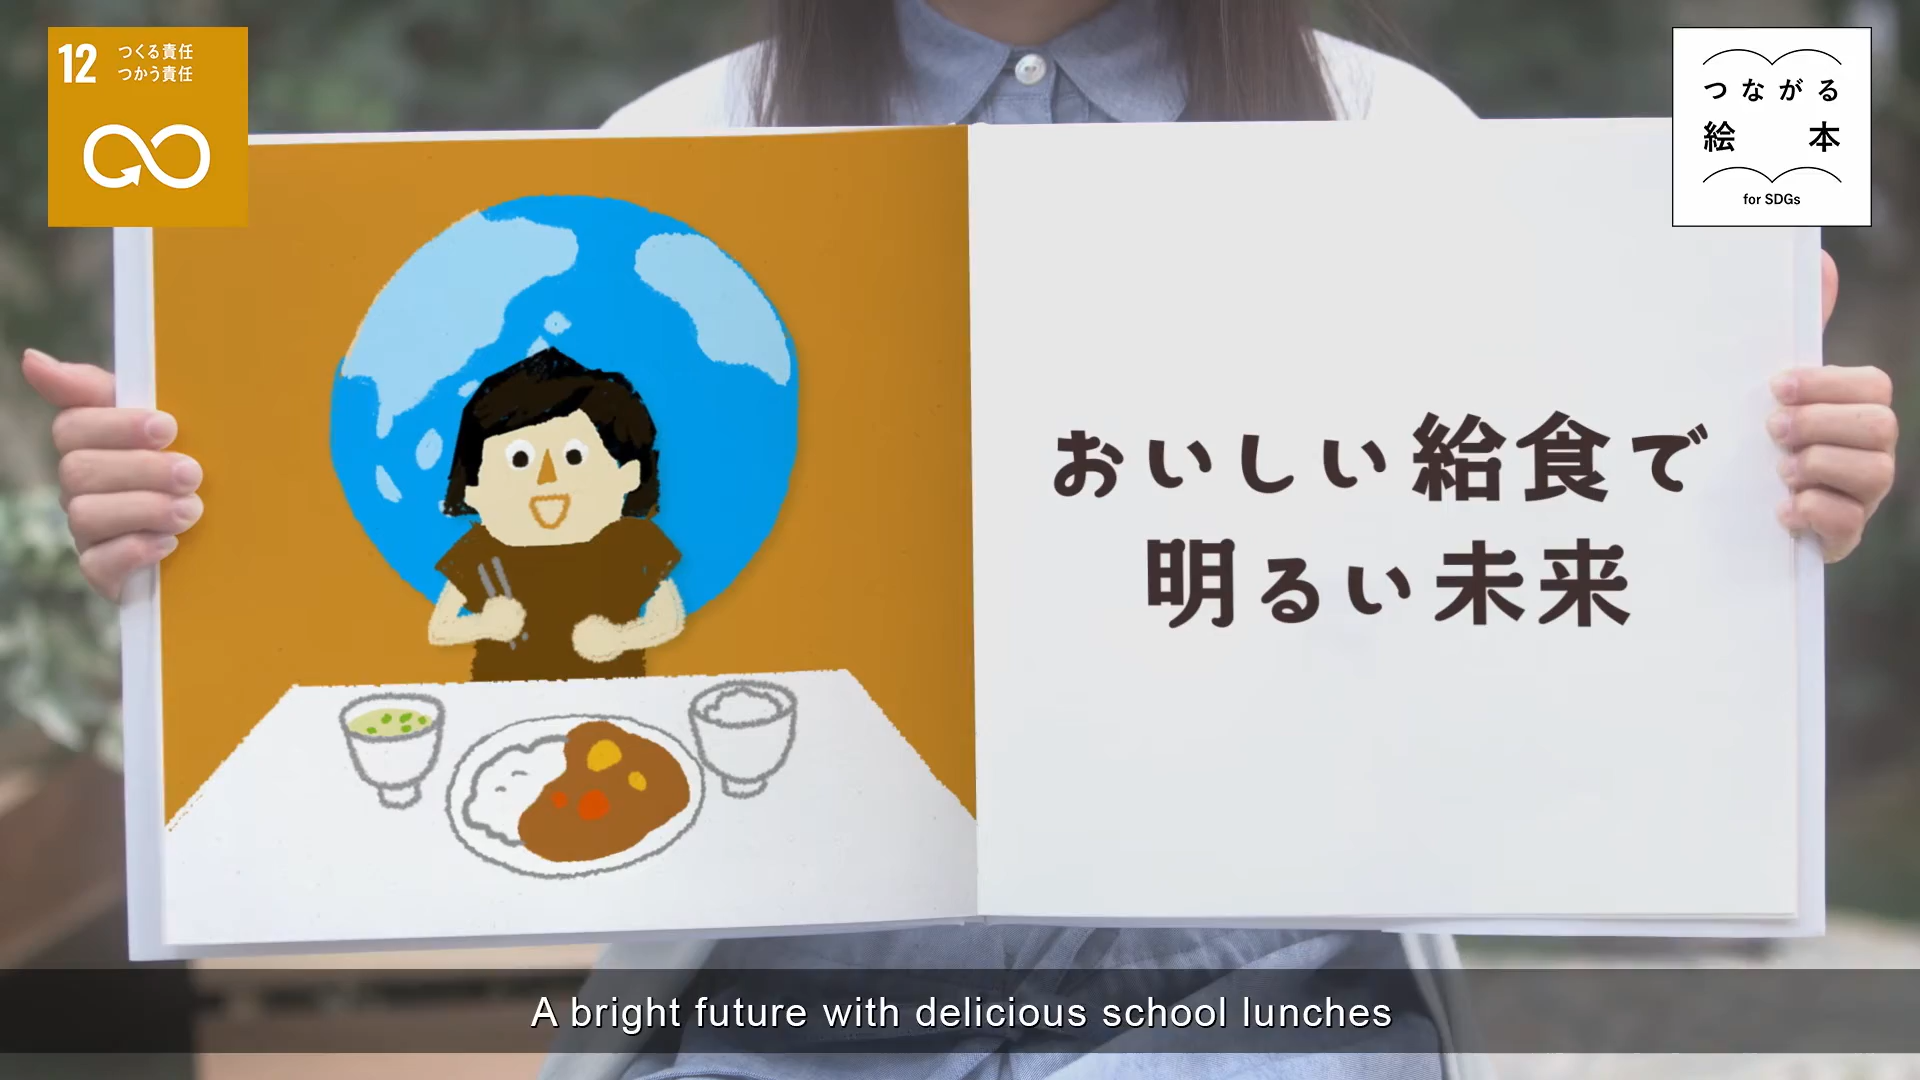 12
つくる責任
つかう責任
つながる
絵本
for SDGs
おいしい給食で
明るい未来
A bright future with delicious school lunches